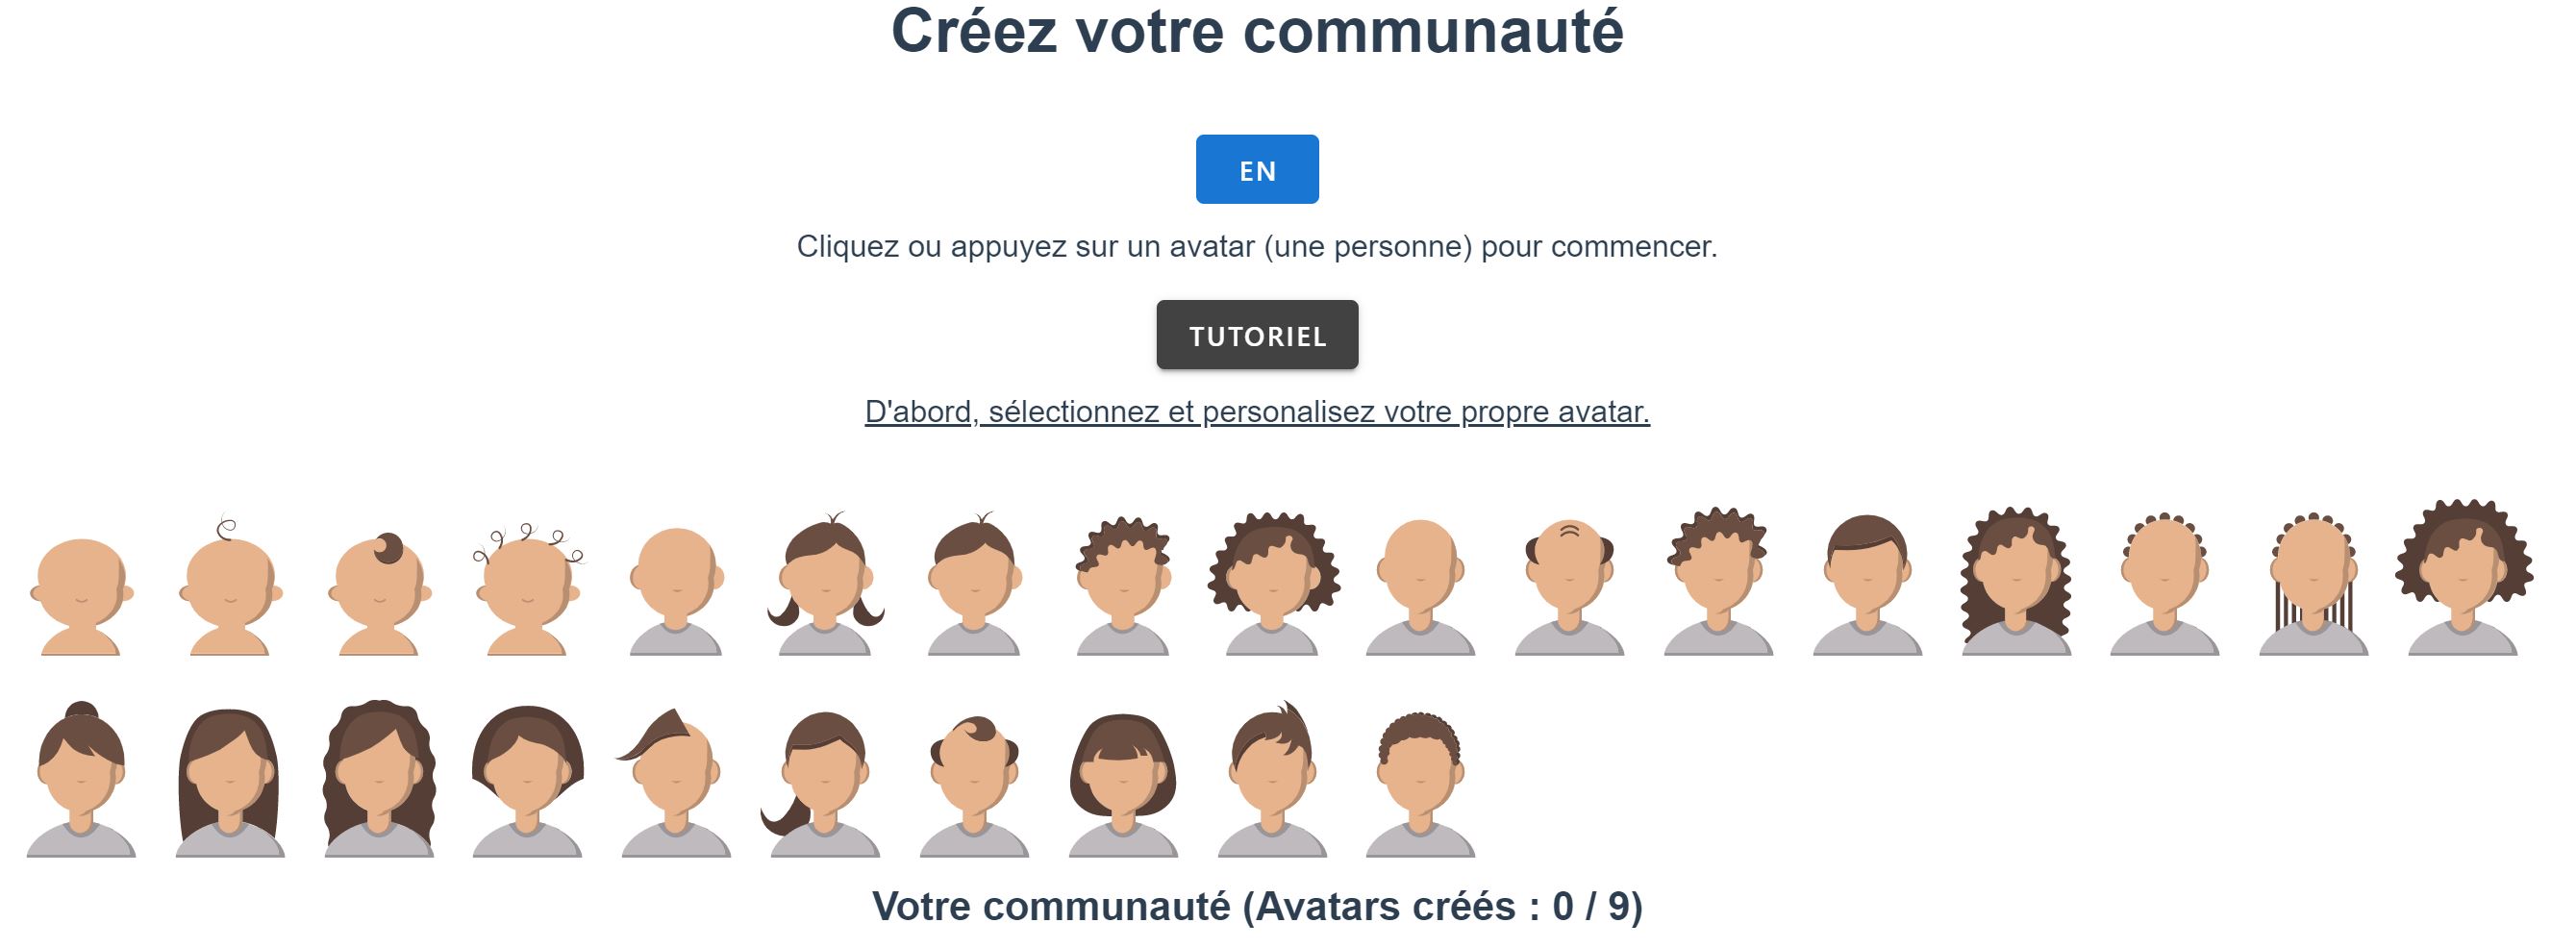 Créez votre communauté
EN
Cliquez ou appuyez sur un avatar (une personne) pour commencer.
TUTORIEL
D'abord, sélectionnez et personalisez votre propre avatar.
Votre communauté (Avatars créés : 0 / 9)